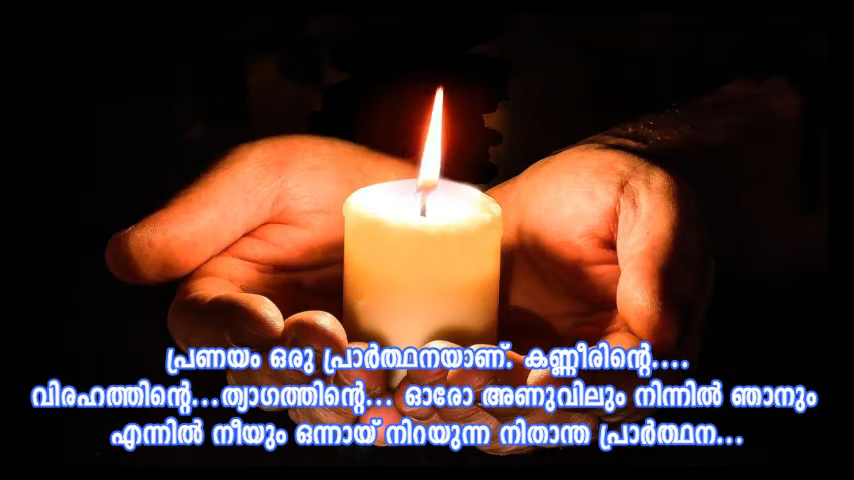 പ്രണയം ഒരു പ്രാർത്ഥനയാണ്. കണ്ണീരിന്റെ....
വിരഹത്തിന്റെ...ത്യാഗത്തിന്റെ... ഓരോ അണുവിലും നിന്നിൽ ഞാനും
എന്നിൽ നീയും ഒന്നായ് നിറയുന്ന നിതാന്ത പ്രാർത്ഥന...